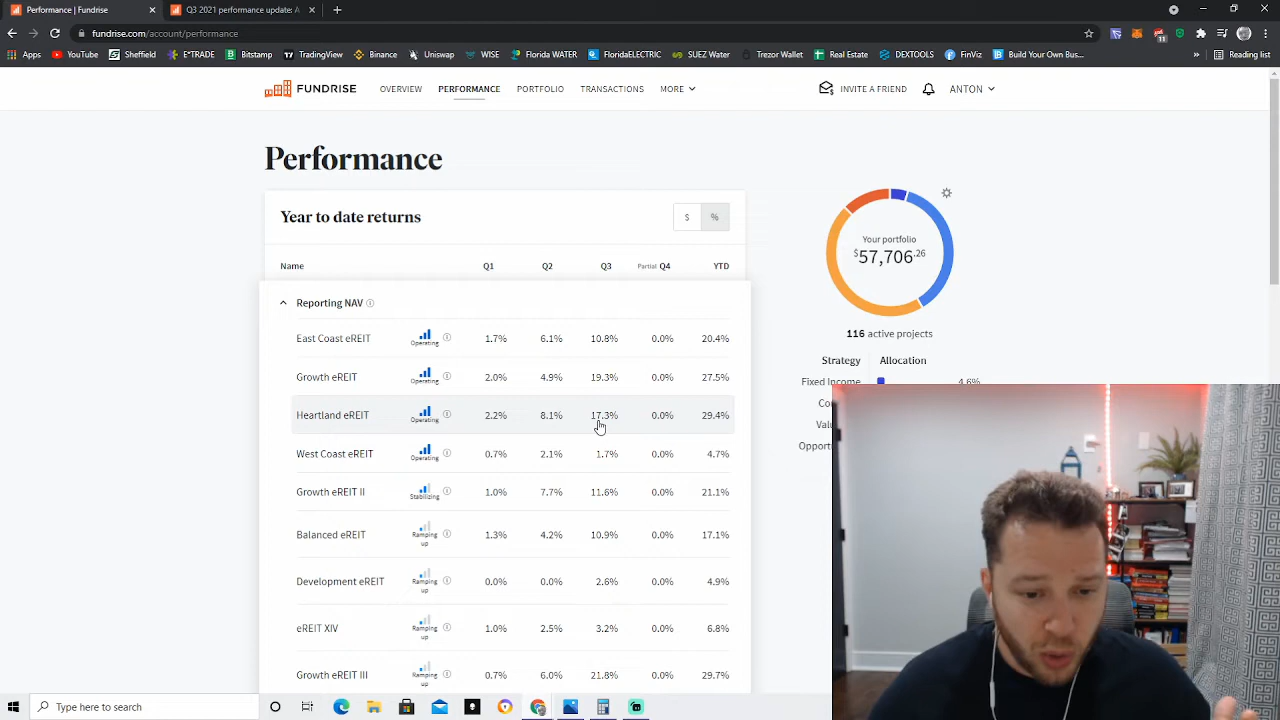 Performance | Fundrise
Q3 2021 performance update: A
fundrise.com/account/performance
Apps YouTube Sheffield E*TRADE Bitstamp TradingView Binance Uniswap WSB Florida WATER FloridaELECTRIC SUEZ Water Trezor Wallet Real Estate DEXTOOLS FinViz Build Your Own Bus... Reading list
FUNDRISE OVERVIEW PERFORMANCE PORTFOLIO TRANSACTIONS MORE INVITE A FRIEND ANTON
Performance
Year to date returns $ %
Name Q1 Q2 Q3 Partial Q4 YTD
Reporting NAV
East Coast eREIT Operating 1.7% 6.1% 10.8% 0.0% 20.4%
Growth eREIT Operating 2.0% 4.9% 19.3% 0.0% 27.5%
Heartland eREIT Operating 2.2% 8.1% 17.3% 0.0% 29.4%
West Coast eREIT Operating 0.7% 2.1% 1.7% 0.0% 4.7%
Growth eREIT II Stabilizing 1.0% 7.7% 11.6% 0.0% 21.1%
Balanced eREIT Ramping up 1.3% 4.2% 10.9% 0.0% 17.1%
Development eREIT Ramping up 0.0% 0.0% 2.6% 0.0% 4.9%
eREIT XIV Ramping up 1.0% 2.5% 3.2% 0.0% 6.8%
Growth eREIT III Ramping up 0.7% 6.0% 21.8% 0.0% 29.7%
Your portfolio
$57,706.26
116 active projects
Strategy Allocation
Fixed Income 4.6%
Co
Valu
Opport
Type here to search